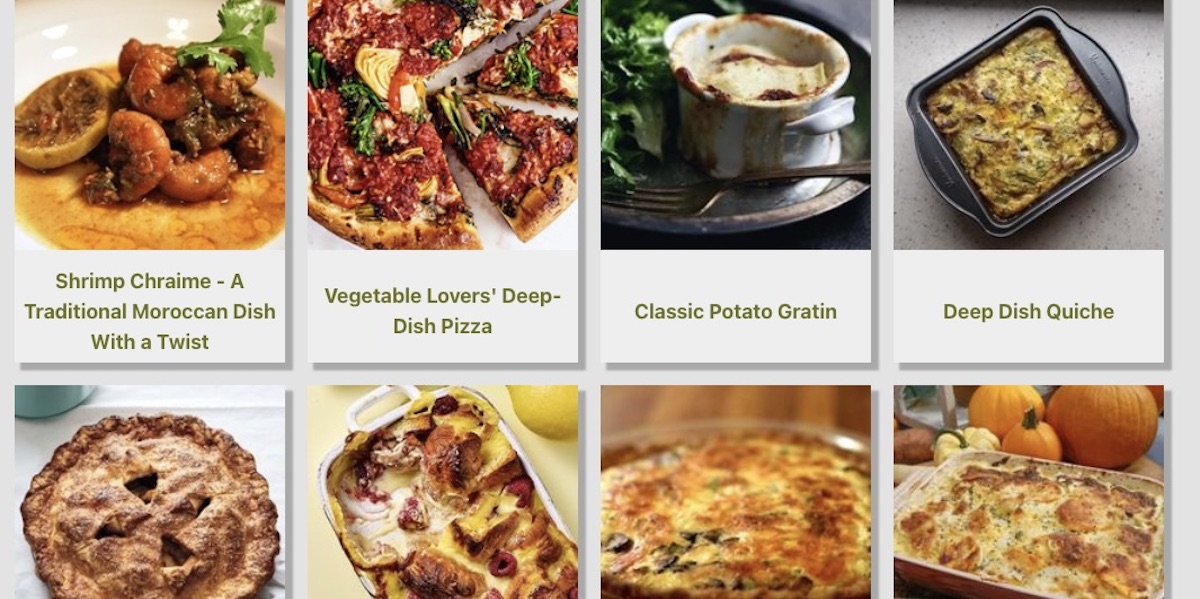 Shrimp Chraime - A
Traditional Moroccan Dish
With a Twist
Vegetable Lovers' Deep-
Dish Pizza
Classic Potato Gratin
Deep Dish Quiche